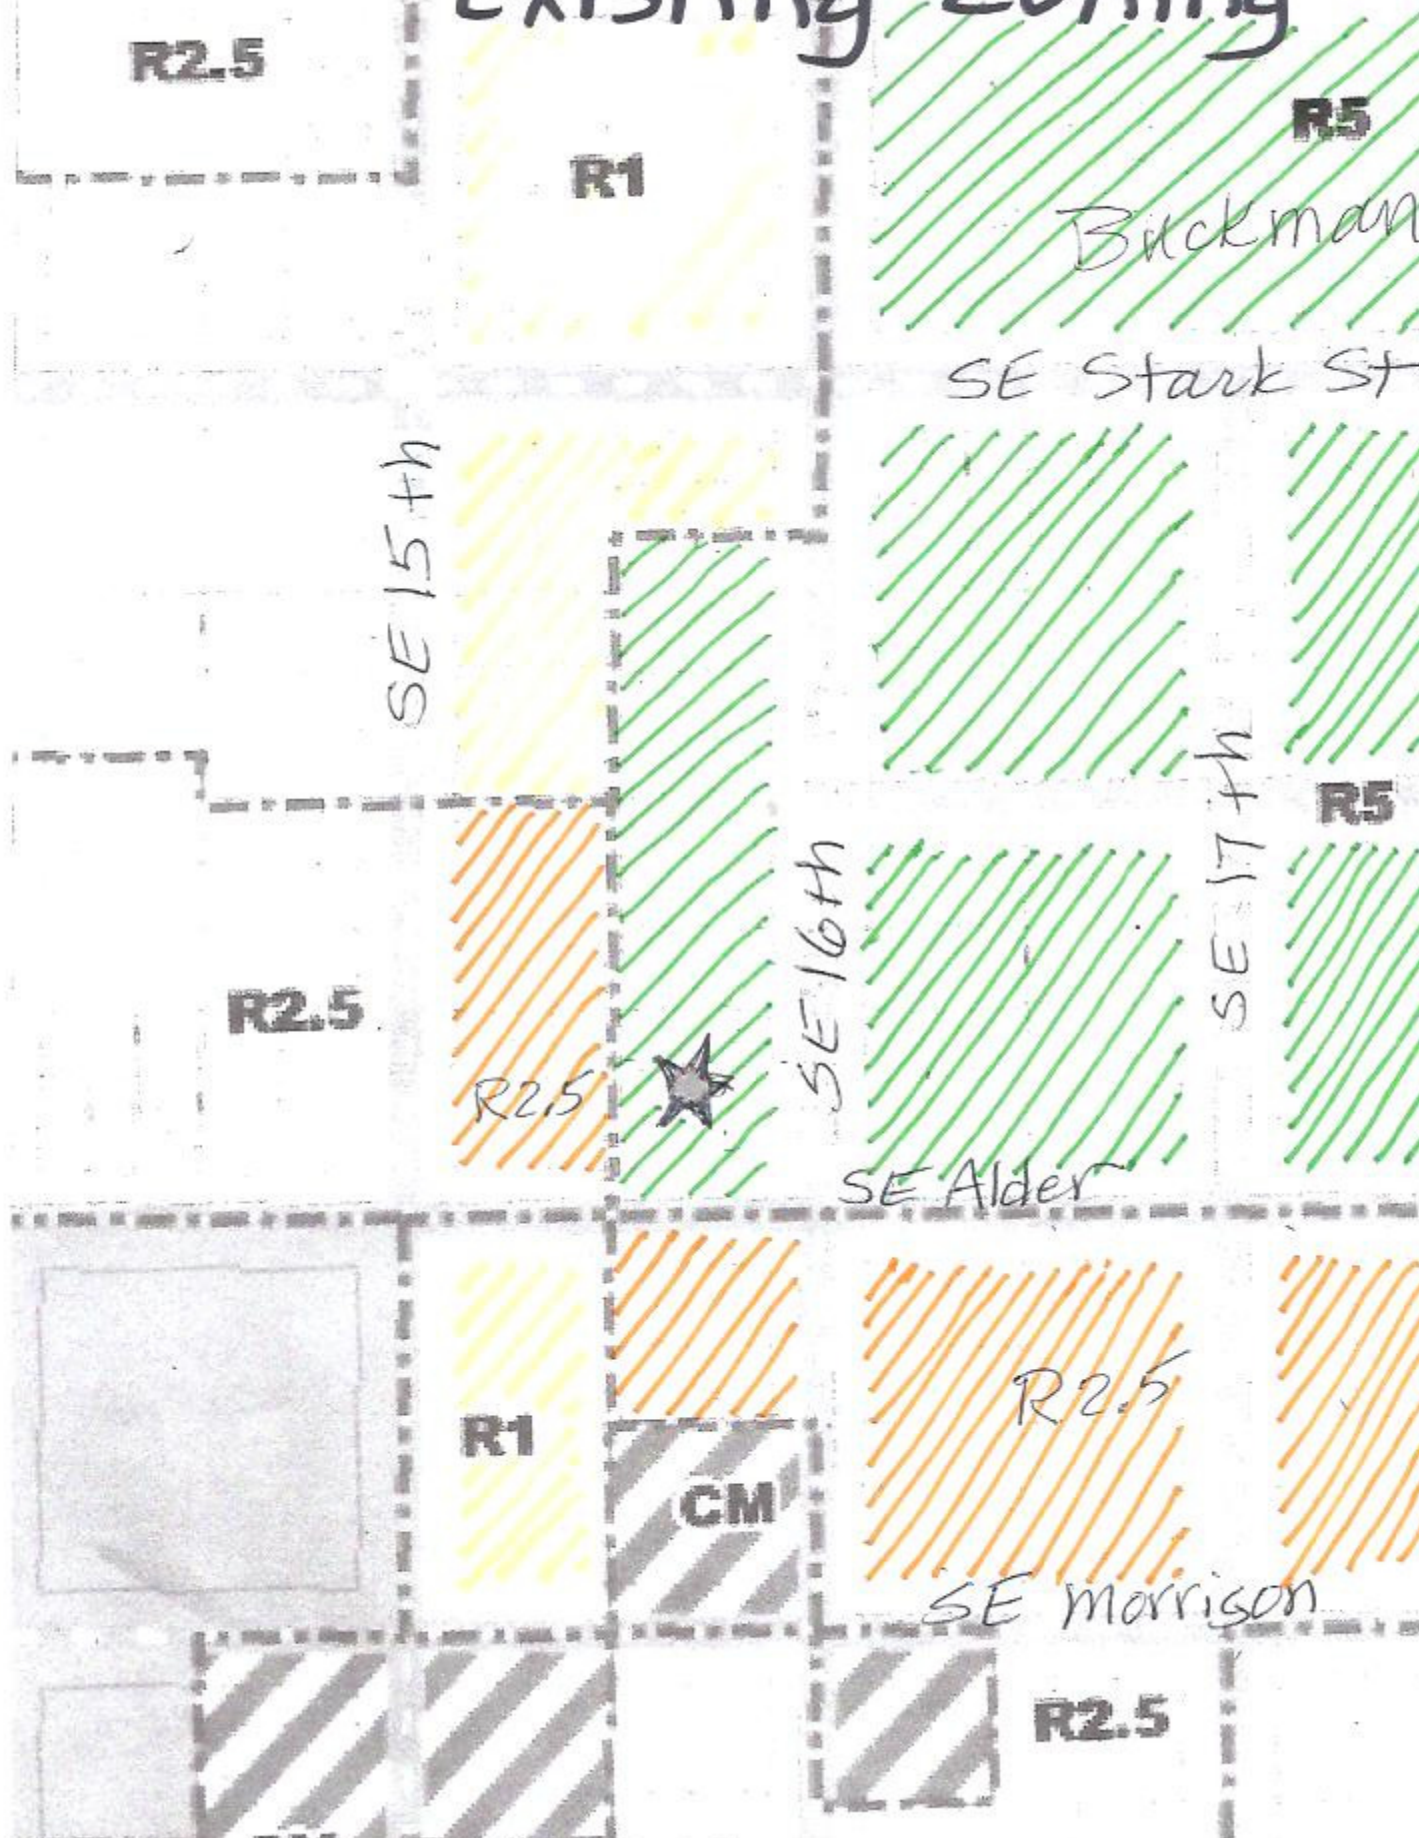 Existing Zoning
R2.5
R5
R1
Buckman
SE Stark St
SE 15th
SE 17th
R5
SE 16th
R2.5
R2.5
SE Alder
R2.5
R1
CM
SE Morrison
R2.5